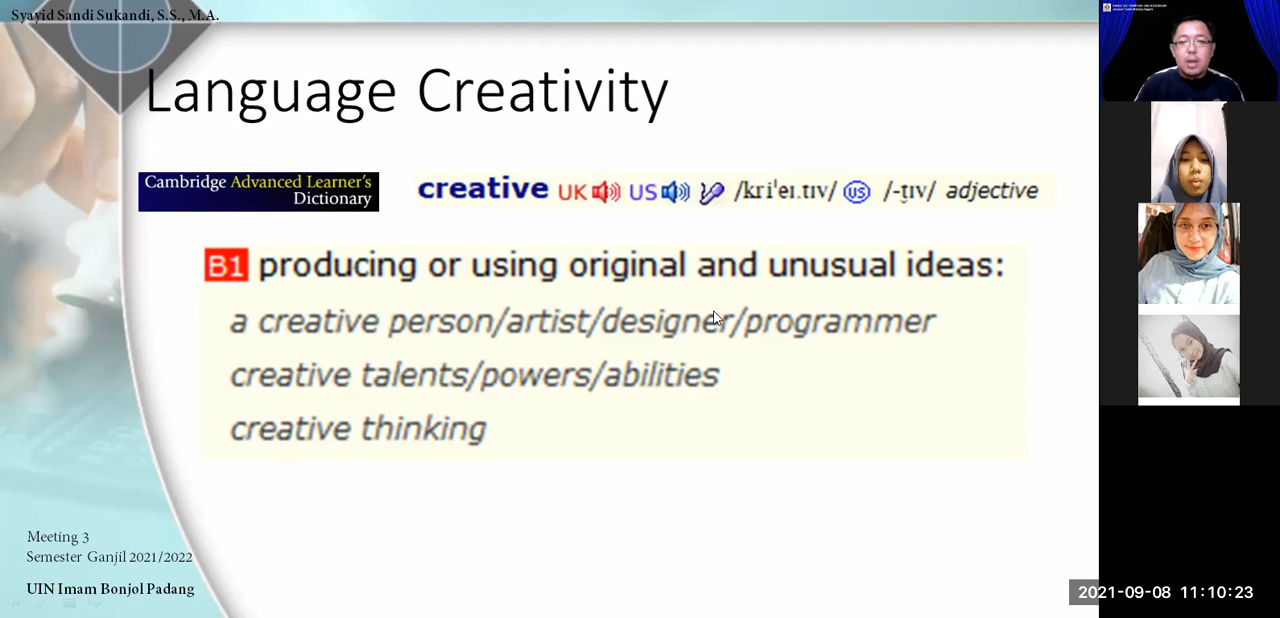 Syayid Sandi Sukandi, S.S., M.A.
Language Creativity
Cambridge Advanced Learner's
Dictionary
creative UK US /kriˈeɪ.tɪv/ US /-t̬ɪv/ adjective
B1 producing or using original and unusual ideas:
a creative person/artist/designer/programmer
creative talents/powers/abilities
creative thinking
Meeting 3
Semester Ganjil 2021/2022
UIN Imam Bonjol Padang
2021-09-08 11:10:23